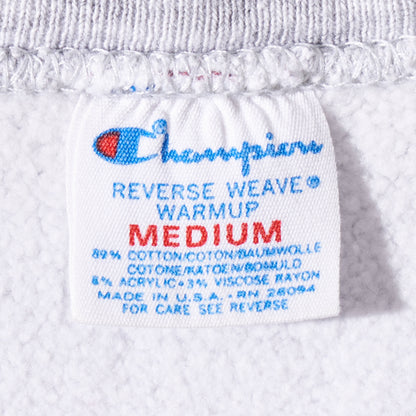 Champion
REVERSE WEAVE®
WARMUP
MEDIUM
89% COTTON/COTON/BAUMWOLLE
COTONE/KATOEN/BOMULD
8% ACRYLIC • 3% VISCOSE RAYON
MADE IN U.S.A. - RN 26094
FOR CARE SEE REVERSE